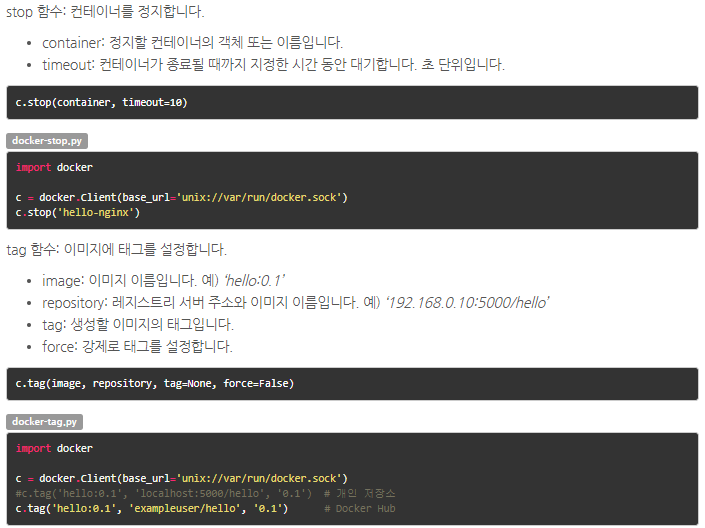 stop 함수: 컨테이너를 정지합니다.
• container: 정지할 컨테이너의 객체 또는 이름입니다.
• timeout: 컨테이너가 종료될 때까지 지정한 시간 동안 대기합니다. 초 단위입니다.
c.stop(container, timeout=10)
docker-stop.py
import docker
c = docker.Client(base_url='unix://var/run/docker.sock')
c.stop('hello-nginx')
tag 함수: 이미지에 태그를 설정합니다.
• image: 이미지 이름입니다. 예) ‘hello:0.1’
• repository: 레지스트리 서버 주소와 이미지 이름입니다. 예) ‘192.168.0.10:5000/hello’
• tag: 생성할 이미지의 태그입니다.
• force: 강제로 태그를 설정합니다.
c.tag(image, repository, tag=None, force=False)
docker-tag.py
import docker
c = docker.Client(base_url='unix://var/run/docker.sock')
#c.tag('hello:0.1', 'localhost:5000/hello', '0.1')  # 개인 저장소
c.tag('hello:0.1', 'exampleuser/hello', '0.1')      # Docker Hub